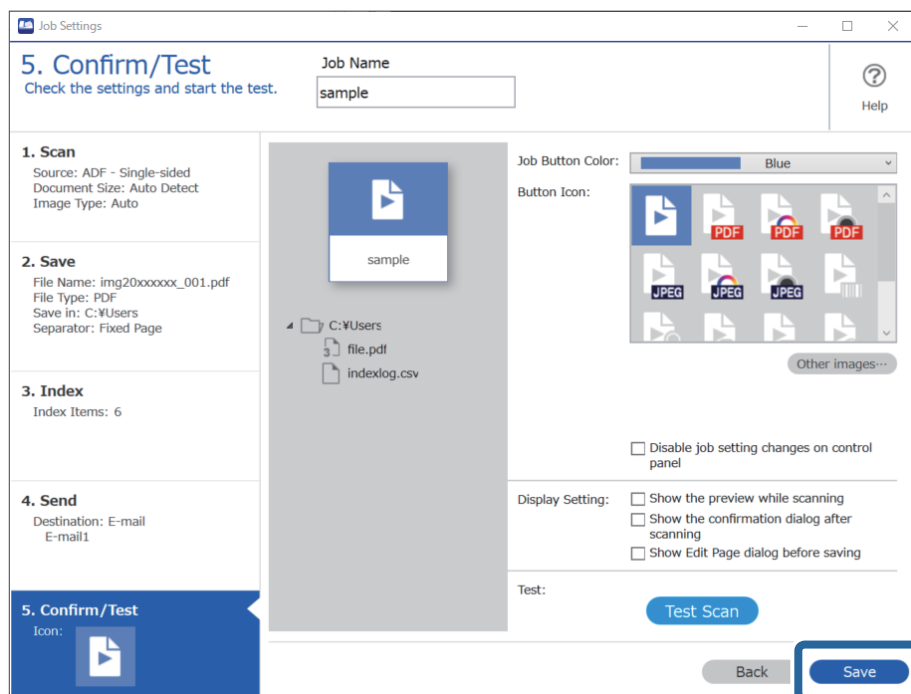 Job Settings
5. Confirm/Test
Check the settings and start the test.
Job Name
sample
Help
1. Scan
Source: ADF - Single-sided
Document Size: Auto Detect
Image Type: Auto
2. Save
File Name: img20xxxxxx_001.pdf
File Type: PDF
Save in: C:¥Users
Separator: Fixed Page
3. Index
Index Items: 6
4. Send
Destination: E-mail
E-mail1
5. Confirm/Test
Icon:
sample
C:¥Users
3 file.pdf
indexlog.csv
Job Button Color: Blue
Button Icon:
PDF PDF PDF
JPEG JPEG JPEG
Other images…
Disable job setting changes on control
panel
Display Setting: Show the preview while scanning
Show the confirmation dialog after
scanning
Show Edit Page dialog before saving
Test:
Test Scan
Back Save